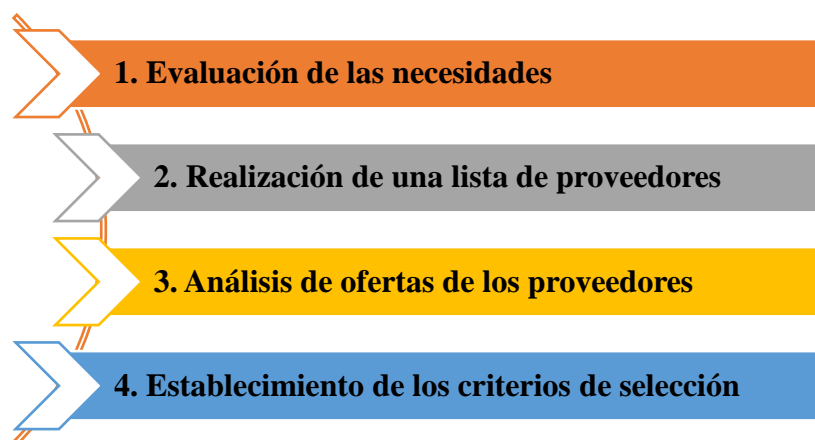 1. Evaluación de las necesidades
2. Realización de una lista de proveedores
3. Análisis de ofertas de los proveedores
4. Establecimiento de los criterios de selección